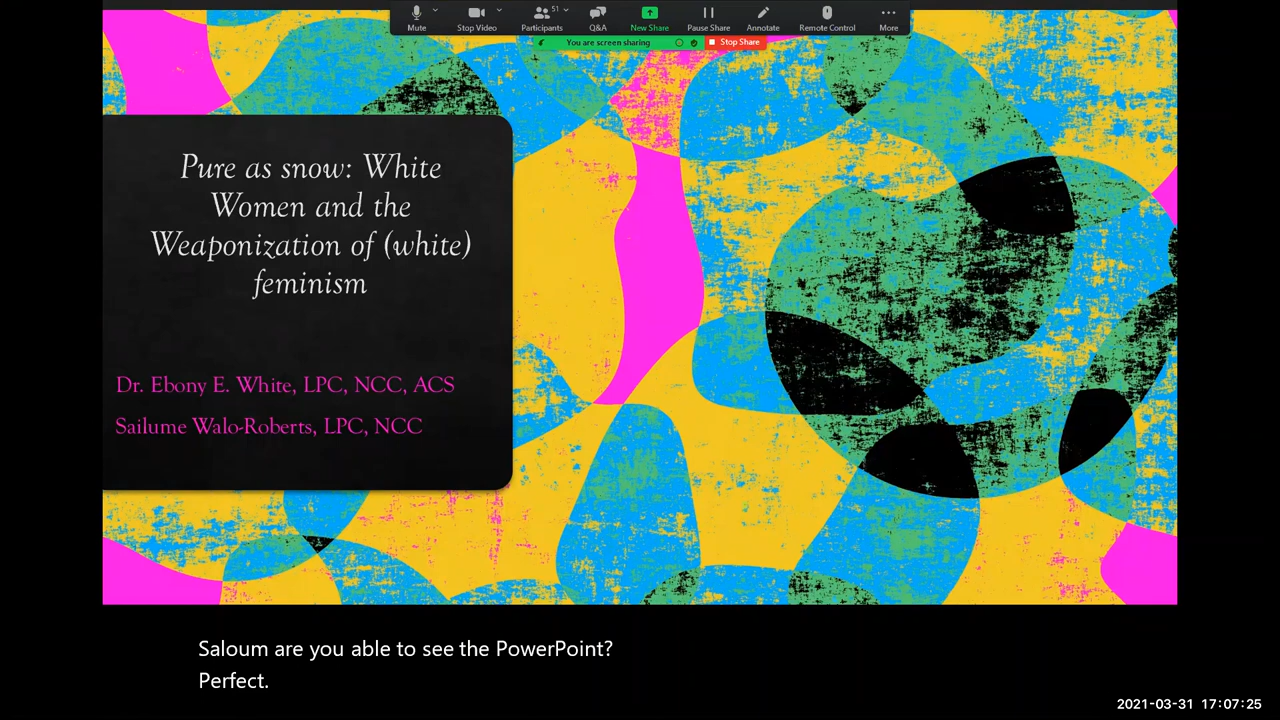 Mute
Stop Video
Participants
51
Q&A
New Share
Pause Share
Annotate
Remote Control
More
You are screen sharing
Stop Share
Pure as snow: White
Women and the
Weaponization of (white)
feminism
Dr. Ebony E. White, LPC, NCC, ACS
Sailume Walo-Roberts, LPC, NCC
Saloum are you able to see the PowerPoint?
Perfect.
2021-03-31 17:07:25